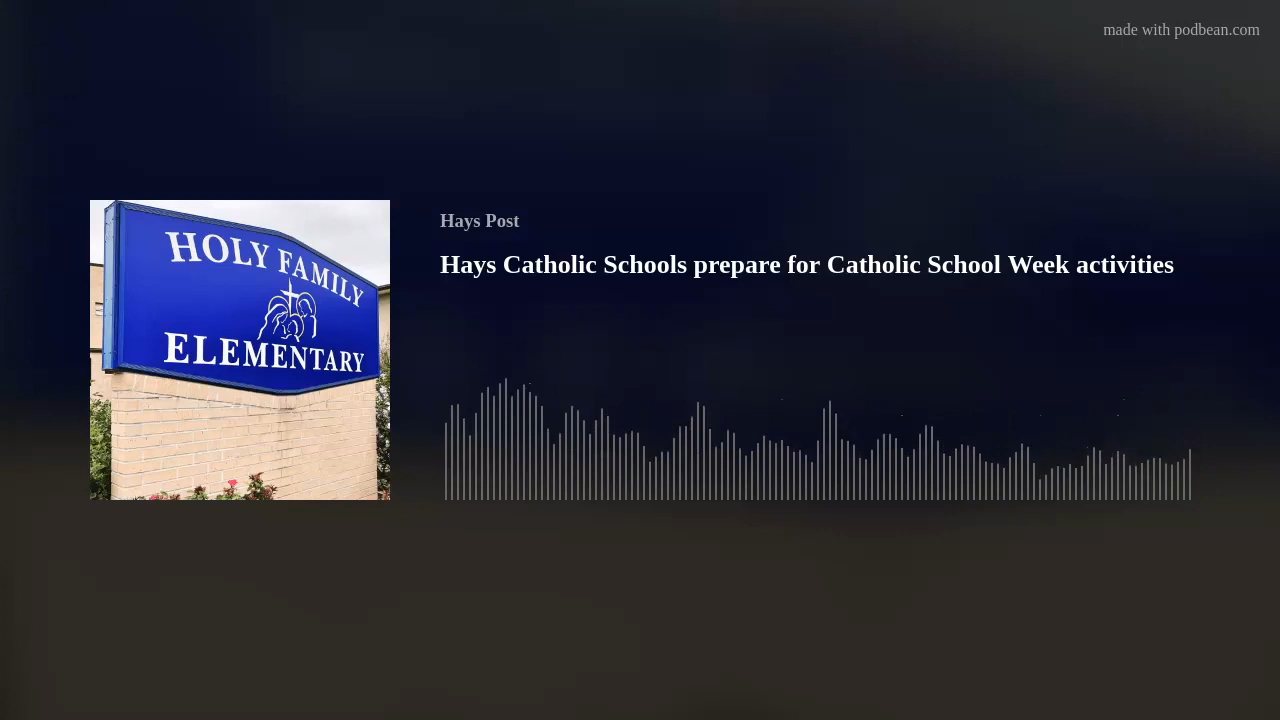 made with podbean.com
Hays Post
Hays Catholic Schools prepare for Catholic School Week activities
HOLY FAMILY
ELEMENTARY